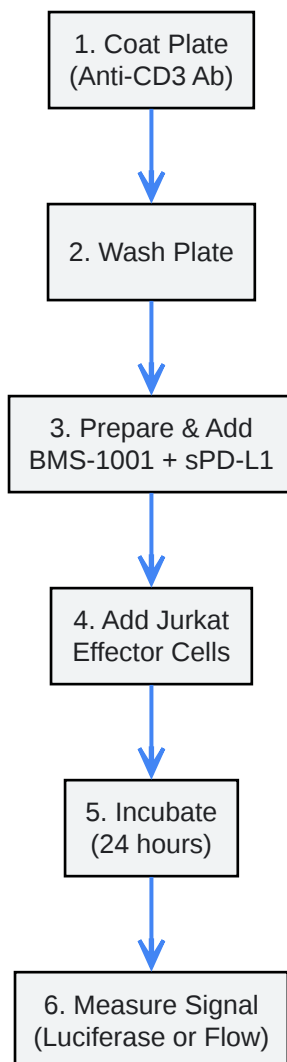 1. Coat Plate
(Anti-CD3 Ab)
2. Wash Plate
3. Prepare & Add
BMS-1001 + sPD-L1
4. Add Jurkat
Effector Cells
5. Incubate
(24 hours)
6. Measure Signal
(Luciferase or Flow)